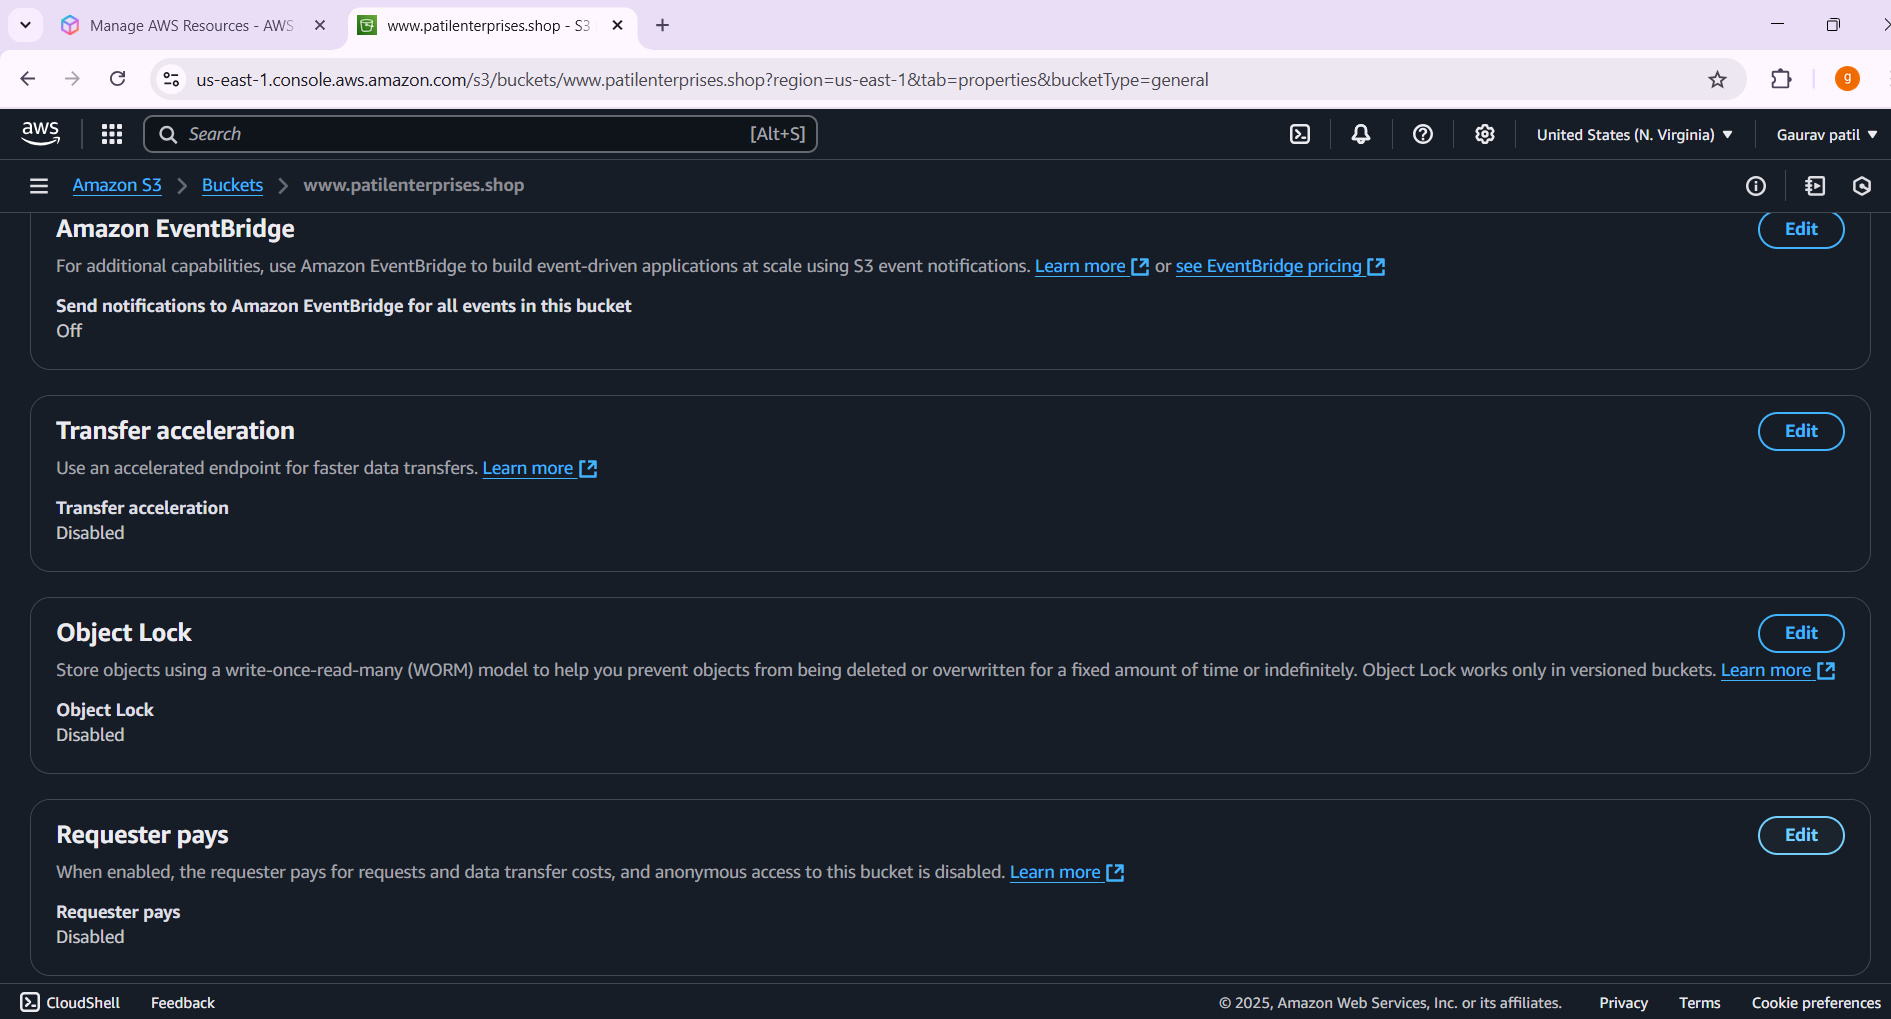 Manage AWS Resources - AWS
www.patilenterprises.shop - S3
us-east-1.console.aws.amazon.com/s3/buckets/www.patilenterprises.shop?region=us-east-1&tab=properties&bucketType=general
g
aws
Search
[Alt+S]
United States (N. Virginia)
Gaurav patil
Amazon S3
Buckets
www.patilenterprises.shop
Amazon EventBridge
Edit
For additional capabilities, use Amazon EventBridge to build event-driven applications at scale using S3 event notifications. Learn more or see EventBridge pricing
Send notifications to Amazon EventBridge for all events in this bucket
Off
Transfer acceleration
Edit
Use an accelerated endpoint for faster data transfers. Learn more
Transfer acceleration
Disabled
Object Lock
Edit
Store objects using a write-once-read-many (WORM) model to help you prevent objects from being deleted or overwritten for a fixed amount of time or indefinitely. Object Lock works only in versioned buckets. Learn more
Object Lock
Disabled
Requester pays
Edit
When enabled, the requester pays for requests and data transfer costs, and anonymous access to this bucket is disabled. Learn more
Requester pays
Disabled
CloudShell
Feedback
© 2025, Amazon Web Services, Inc. or its affiliates.
Privacy
Terms
Cookie preferences